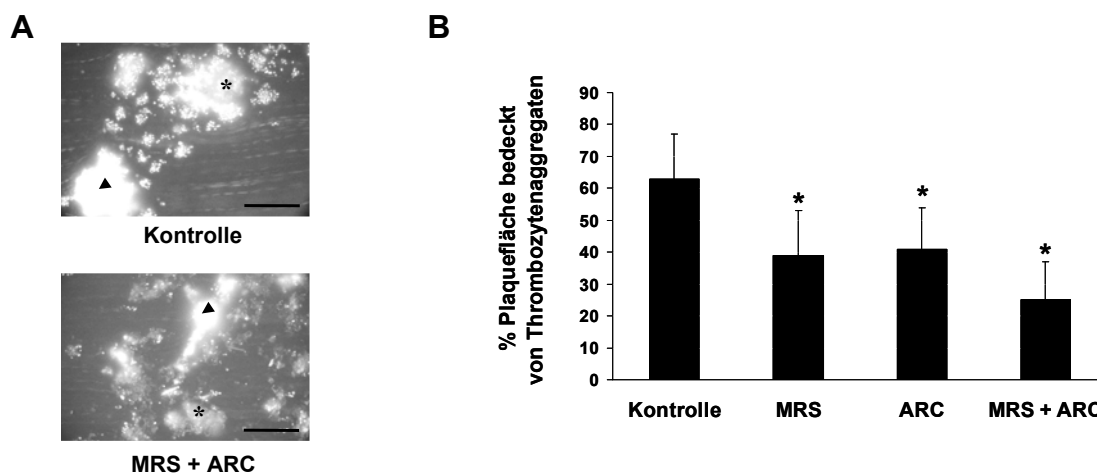 A
*
Kontrolle
*
MRS + ARC
B
% Plaquefläche bedeckt
von Thrombozytenaggregaten
90
80
70
60
50
40
30
20
10
0
*
*
*
Kontrolle MRS ARC MRS + ARC